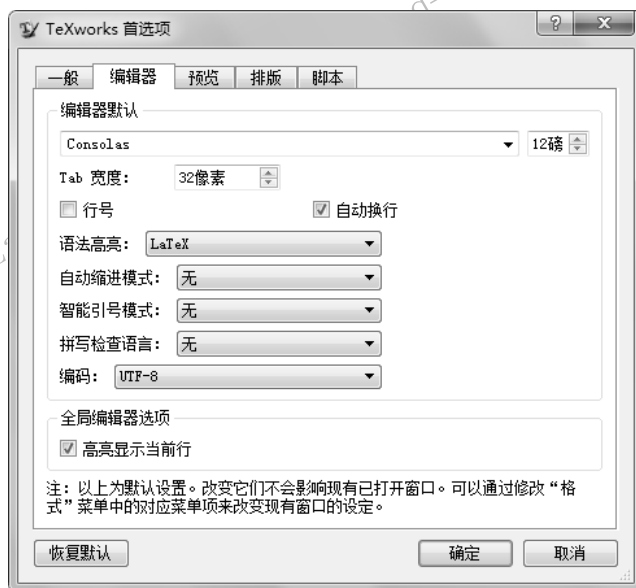 TeXworks 首选项
一般 编辑器 预览 排版 脚本
编辑器默认
Consolas 12磅
Tab 宽度： 32像素
行号 自动换行
语法高亮： LaTeX
自动缩进模式： 无
智能引号模式： 无
拼写检查语言： 无
编码： UTF-8
全局编辑器选项
高亮显示当前行
注：以上为默认设置。改变它们不会影响现有已打开窗口。可以通过修改“格
式”菜单中的对应菜单项来改变现有窗口的设定。
恢复默认 确定 取消